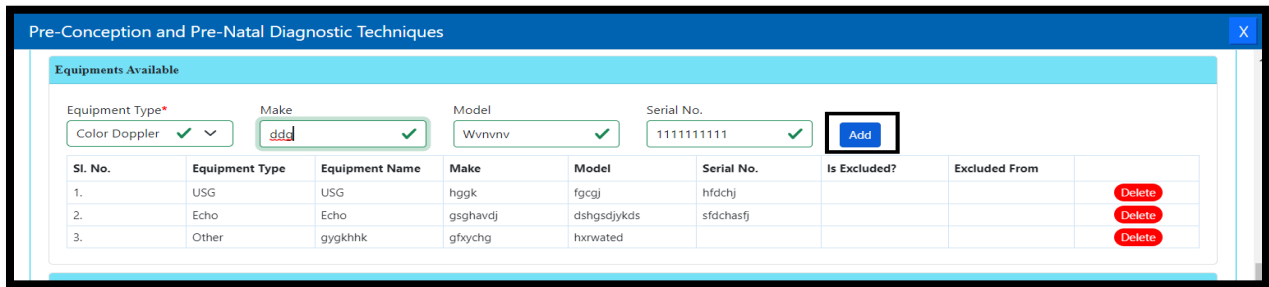 Pre-Conception and Pre-Natal Diagnostic Techniques X
Equipments Available
Equipment Type* Make Model Serial No.
Color Doppler ddg Wvnvnv 1111111111 Add
Sl. No. Equipment Type Equipment Name Make Model Serial No. Is Excluded? Excluded From
1. USG USG hggk fgcgj hfdchj Delete
2. Echo Echo gsghavdj dshgsdjykds sfdchasfj Delete
3. Other gygkhhk gfxychg hxrwated Delete